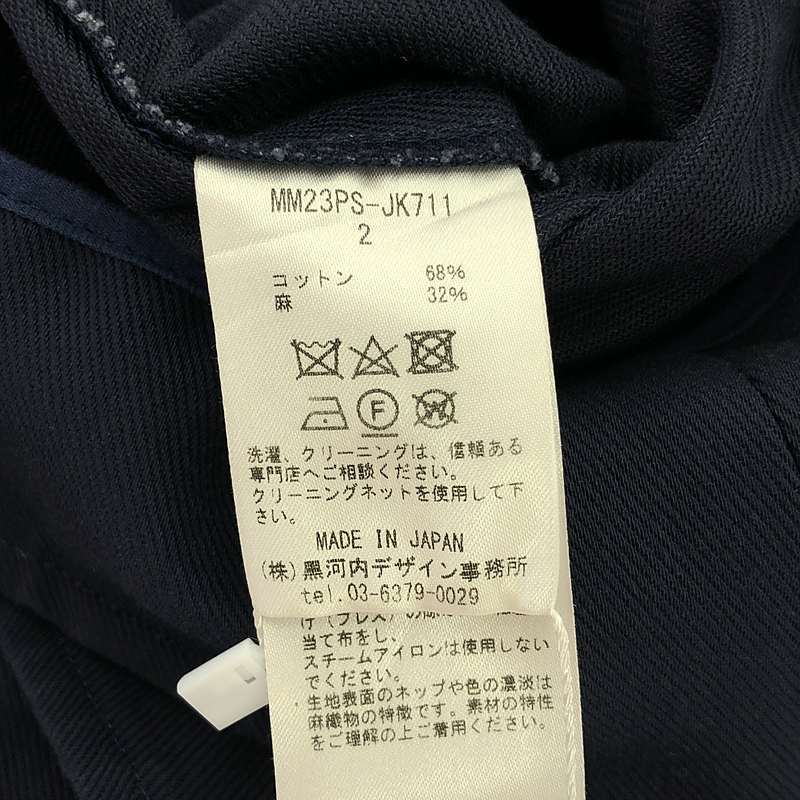 MM23PS-JK711
2
コットン 68%
麻 32%
F
W
洗濯、クリーニングは、信頼ある
専門店へご相談ください。
クリーニングネットを使用して下
さい。
MADE IN JAPAN
(株)黒河内デザイン事務所
tel.03-6379-0029
け(プレス)の際は
当て布をし、
スチームアイロンは使用しない
でください。
生地表面のネップや色の濃淡は
麻織物の特徴です。素材の特性
をご理解の上ご着用ください。